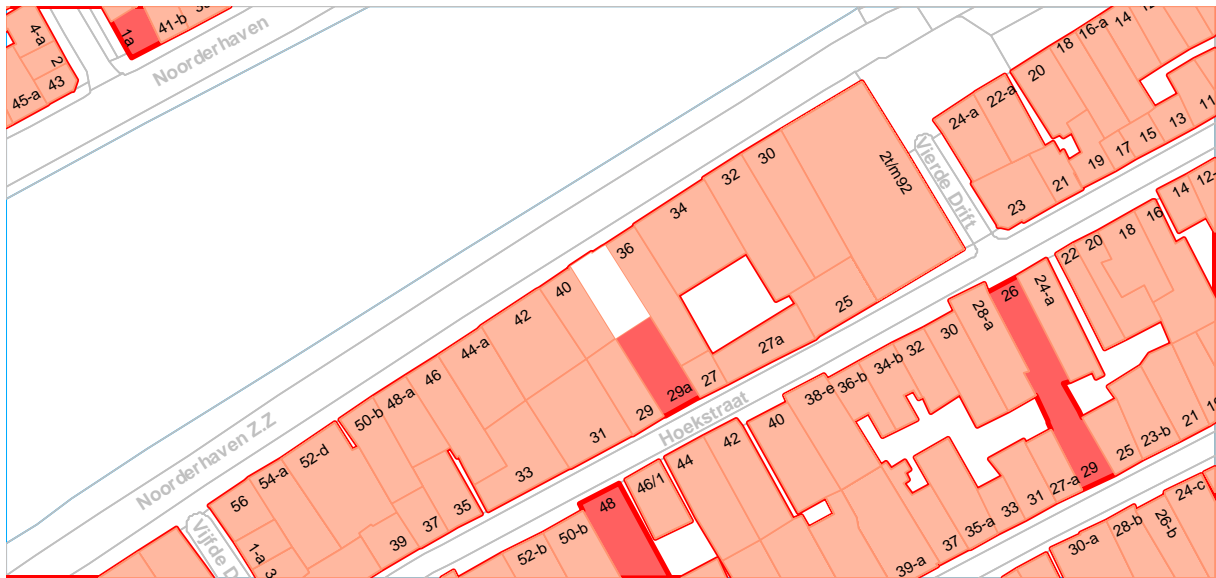 4-a
2
43
45-a
1a
41-b
Noorderhaven
Noorderhaven Z.Z
Vierde Drift
Hoekstraat
24-a
22-a
20
18
16-a
14
23
21
19
17
15
13
11
2t/m92
30
32
34
36
40
42
44-a
46
48-a
50-b
52-d
54-a
56
1-a
3
39
37
35
33
31
29
29a
27
27a
25
14
12-
16
18
20
22
24-a
26
28-a
30
32
34-b
36-b
38-e
40
42
44
46/1
48
50-b
52-b
39-a
37
35-a
33
31
27-a
29
25
23-b
21
24-c
26-b
28-b
30-a